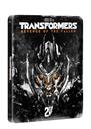 TRANSFORMERS
REVENGE OF THE FALLEN